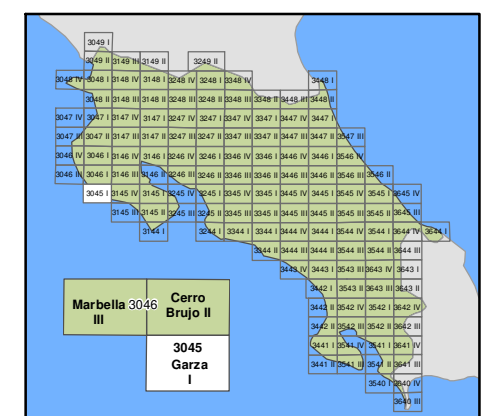 3049 I
3049 II 3149 III 3149 II 3249 II
3048 IV 3048 I 3148 IV 3148 I 3248 IV 3248 I 3348 IV 3448 I
3048 II 3148 III 3148 II 3248 III 3248 II 3248 III 3348 II 3448 III 3448 II
3047 IV 3047 I 3147 IV 3147 I 3247 IV 3247 I 3347 IV 3347 I 3447 IV 3447 I
3047 III 3047 II 3147 III 3147 II 3247 III 3247 II 3347 III 3347 II 3447 III 3447 II 3547 III
3046 IV 3046 I 3146 IV 3146 I 3246 IV 3246 I 3346 IV 3346 I 3446 IV 3446 I 3546 IV
3046 III 3046 I 3146 III 3146 II 3246 III 3246 II 3346 III 3346 II 3446 III 3446 II 3546 III 3546 II
3045 I 3145 IV 3145 I 3245 IV 3245 I 3345 IV 3345 I 3445 IV 3445 I 3545 IV 3545 I 3645 IV
3145 III 3145 II 3245 III 3245 II 3345 III 3345 II 3445 III 3445 II 3545 III 3545 II 3645 III
3144 I 3244 I 3344 I 3344 I 3444 IV 3444 I 3544 IV 3544 I 3644 IV 3644 I
3344 II 3444 III 3444 II 3544 III 3544 II 3644 III
3443 IV 3443 I 3543 IV 3643 IV 3643 I
3442 I 3543 II 3643 III 3643 II
3442 II 3542 IV 3542 I 3642 IV
3442 II 3542 III 3542 II 3642 III
3441 I 3541 IV 3541 I 3641 IV
3441 II 3541 III 3541 II 3641 III
3540 I 3640 IV
3640 III
Marbella
III
3046
Cerro
Brujo II
3045
Garza
I